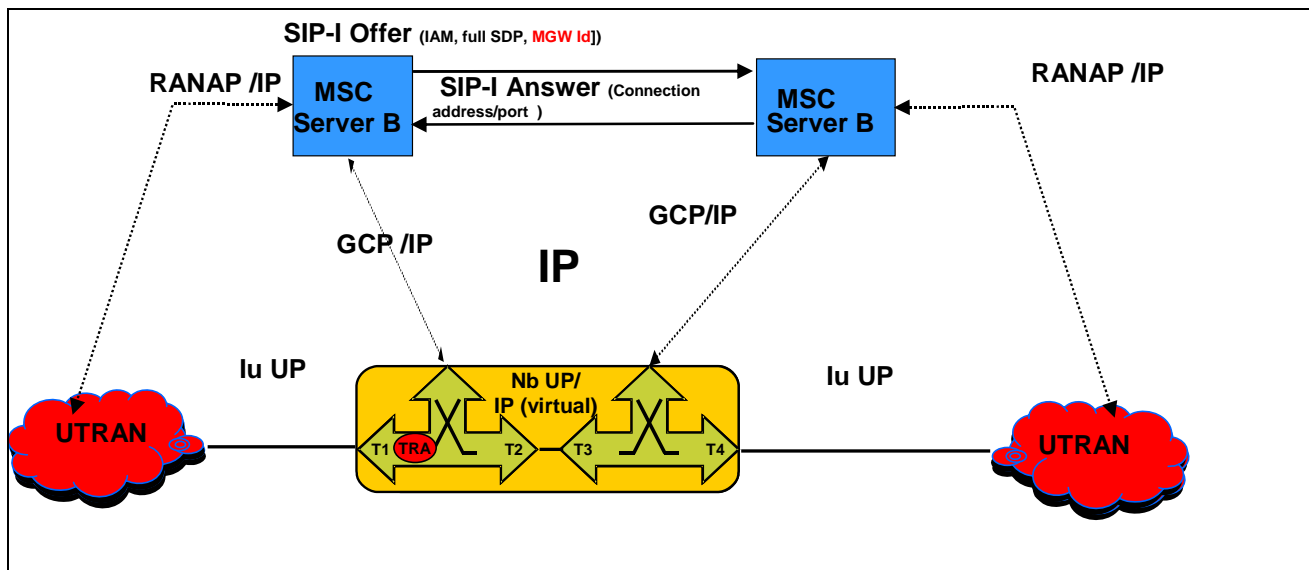 SIP-I Offer (IAM, full SDP, MGW Id])
RANAP /IP
MSC
Server B
SIP-I Answer (Connection
address/port )
MSC
Server B
RANAP /IP
GCP/IP
GCP /IP
IP
Iu UP
Nb UP/
IP (virtual)
Iu UP
UTRAN
T1
TRA
T2
T3
T4
UTRAN